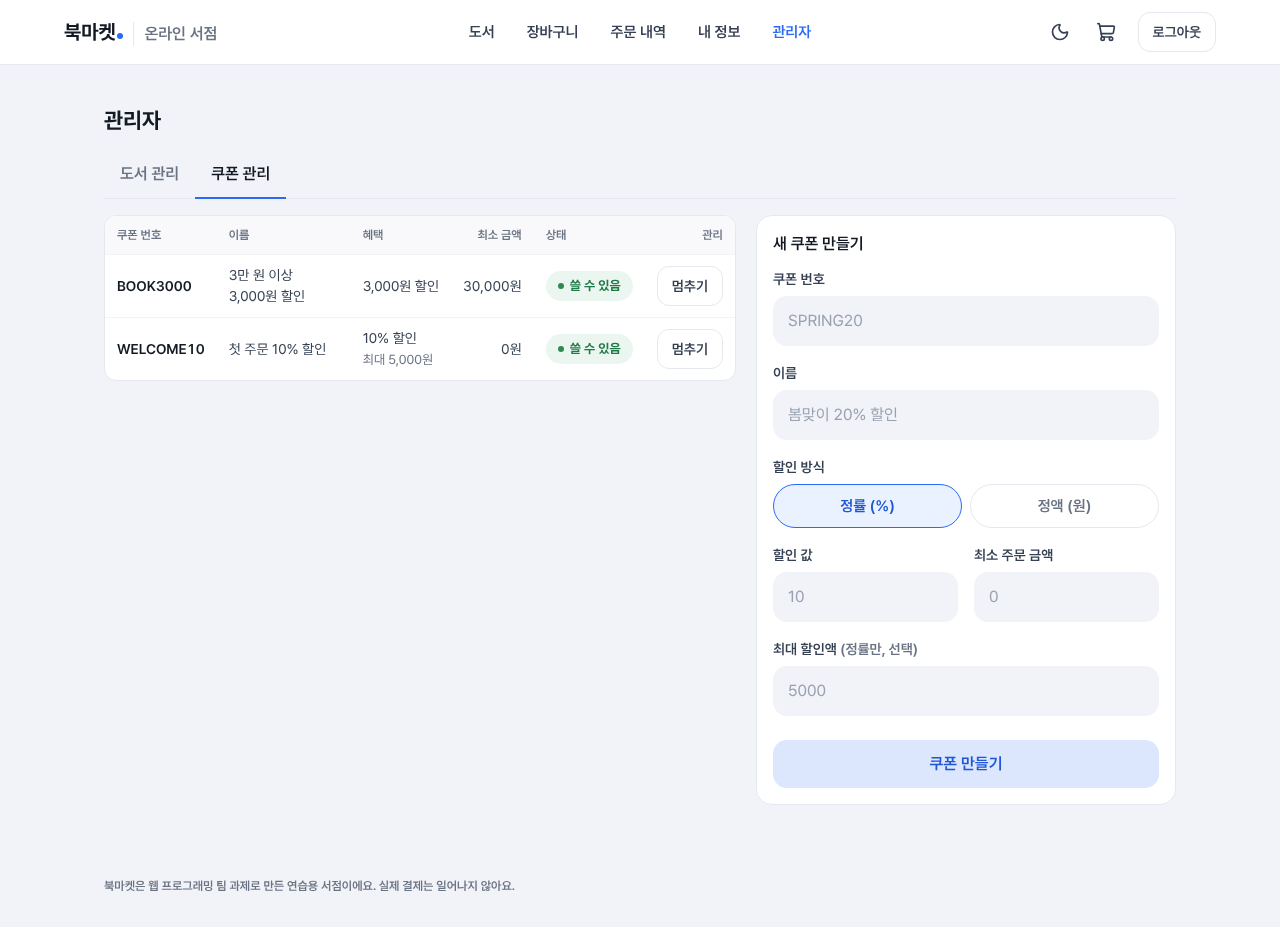 북마켓 온라인 서점
도서 장바구니 주문 내역 내 정보 관리자
로그아웃
관리자
도서 관리 쿠폰 관리
쿠폰 번호 이름 혜택 최소 금액 상태 관리
BOOK3000 3만 원 이상 3,000원 할인 3,000원 할인 30,000원 쓸 수 있음 멈추기
WELCOME10 첫 주문 10% 할인 10% 할인 최대 5,000원 0원 쓸 수 있음 멈추기
새 쿠폰 만들기
쿠폰 번호
SPRING20
이름
봄맞이 20% 할인
할인 방식
정률 (%) 정액 (원)
할인 값 최소 주문 금액
10 0
최대 할인액 (정률만, 선택)
5000
쿠폰 만들기
북마켓은 웹 프로그래밍 팀 과제로 만든 연습용 서점이에요. 실제 결제는 일어나지 않아요.